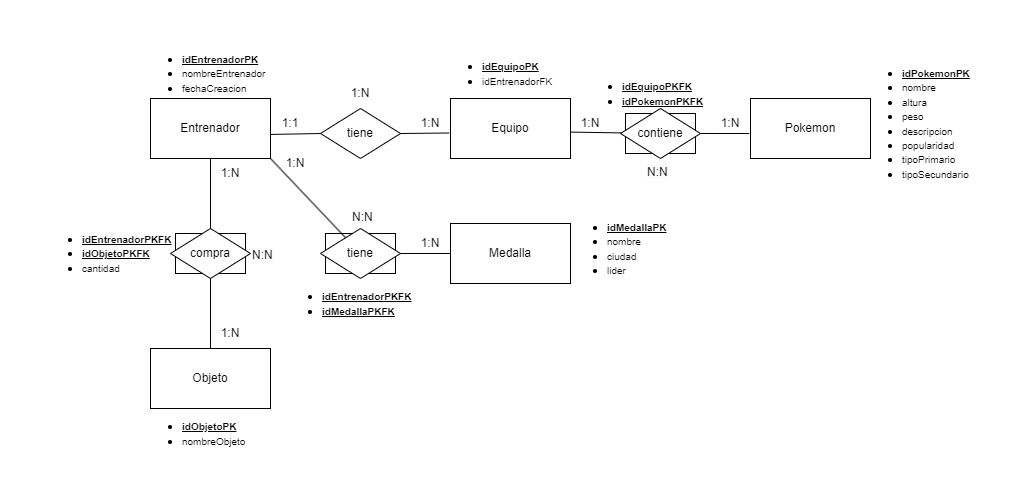 idEntrenadorPK
nombreEntrenador
fechaCreacion
Entrenador
1:1
1:N
tiene
1:N
idEquipoPK
idEntrenadorFK
Equipo
1:N
idEquipoPKFK
idPokemonPKFK
contiene
N:N
1:N
Pokemon
idPokemonPK
nombre
altura
peso
descripcion
popularidad
tipoPrimario
tipoSecundario
1:N
1:N
N:N
tiene
1:N
idEntrenadorPKFK
idMedallaPKFK
Medalla
idMedallaPK
nombre
ciudad
lider
idEntrenadorPKFK
idObjetoPKFK
cantidad
compra
N:N
1:N
Objeto
idObjetoPK
nombreObjeto